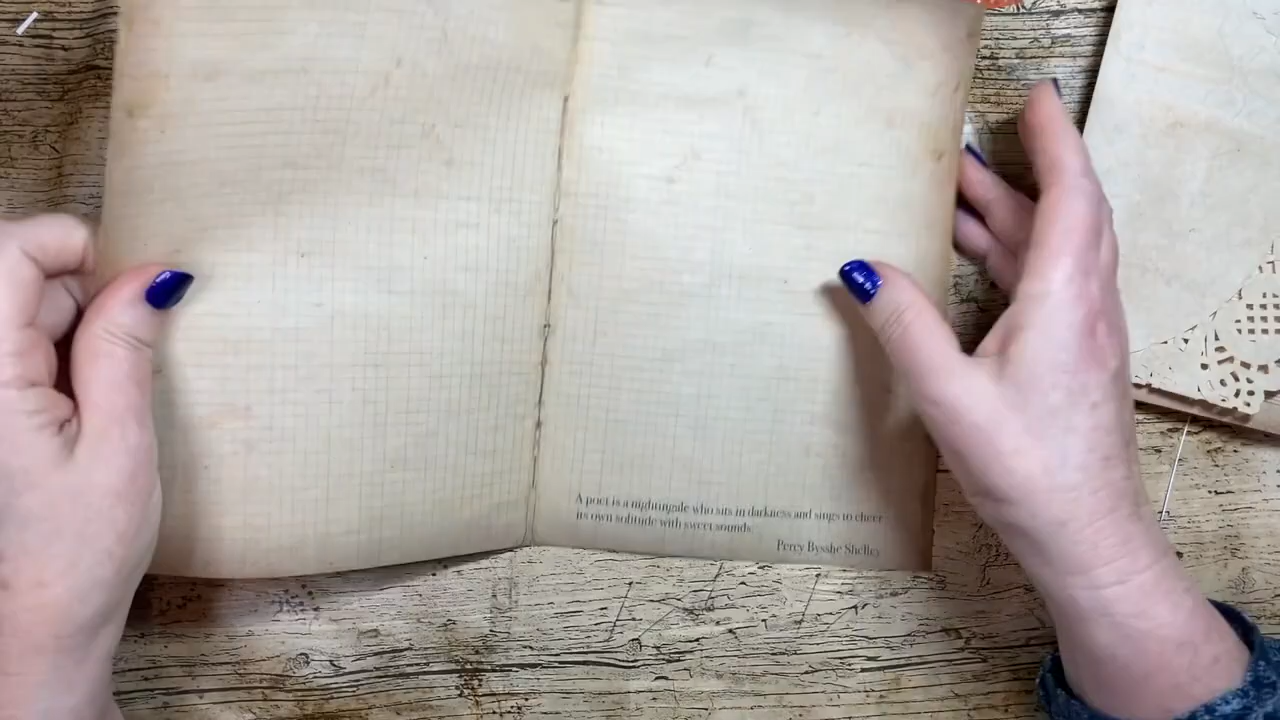 A poet is a nightingale who sits in darkness and sings to cheer
its own solitude with sweet sounds.
Percy Bysshe Shelley